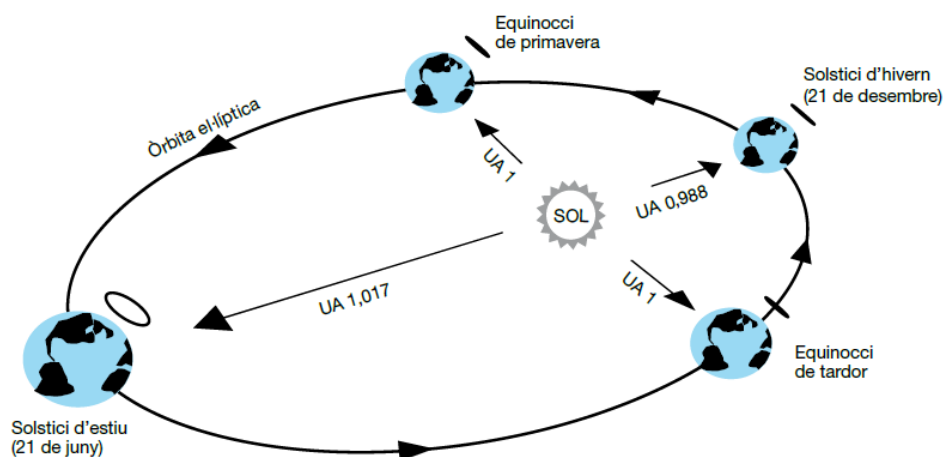 Equinocci
de primavera
Solstici d'hivern
(21 de desembre)
Òrbita el·líptica
UA 1
UA 0,988
SOL
UA 1,017
UA 1
Equinocci
de tardor
Solstici d'estiu
(21 de juny)